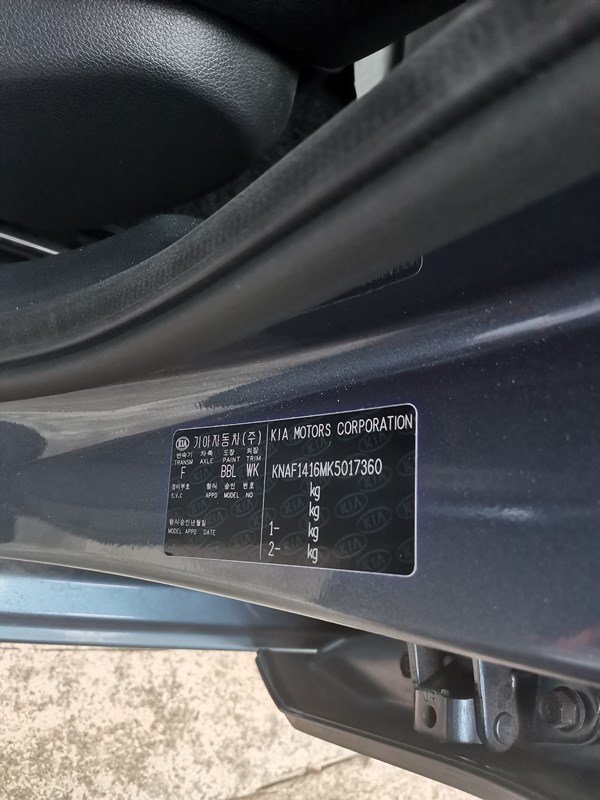 KIA 기아자동차(주)
변속기 차축 도장 의장
TRANSM AXLE PAINT TRIM
F BBL WK
정비부호 형식 승인 번호
S.V.C APPD MODEL NO
형식승인년월일
MODEL APPD DATE
KIA MOTORS CORPORATION
KNAF1416MK5017360
kg
kg
1- kg
2- kg